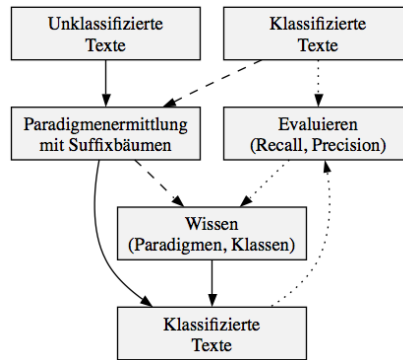 Unklassifizierte
Texte
Klassifizierte
Texte
Paradigmenermittlung
mit Suffixbäumen
Evaluieren
(Recall, Precision)
Wissen
(Paradigmen, Klassen)
Klassifizierte
Texte